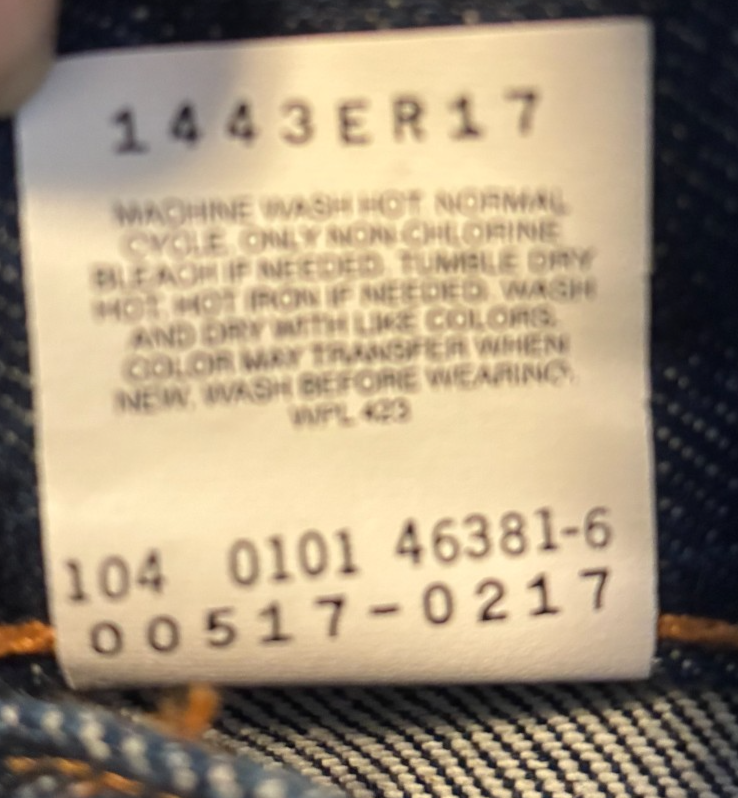 1443ER17
MACHINE WASH HOT NORMAL
CYCLE. ONLY NON-CHLORINE
BLEACH IF NEEDED. TUMBLE DRY
HOT. HOT IRON IF NEEDED. WASH
AND DRY WITH LIKE COLORS.
COLOR MAY TRANSFER WHEN
NEW. WASH BEFORE WEARING.
WPL 423
104 0101 46381-6
00517-0217